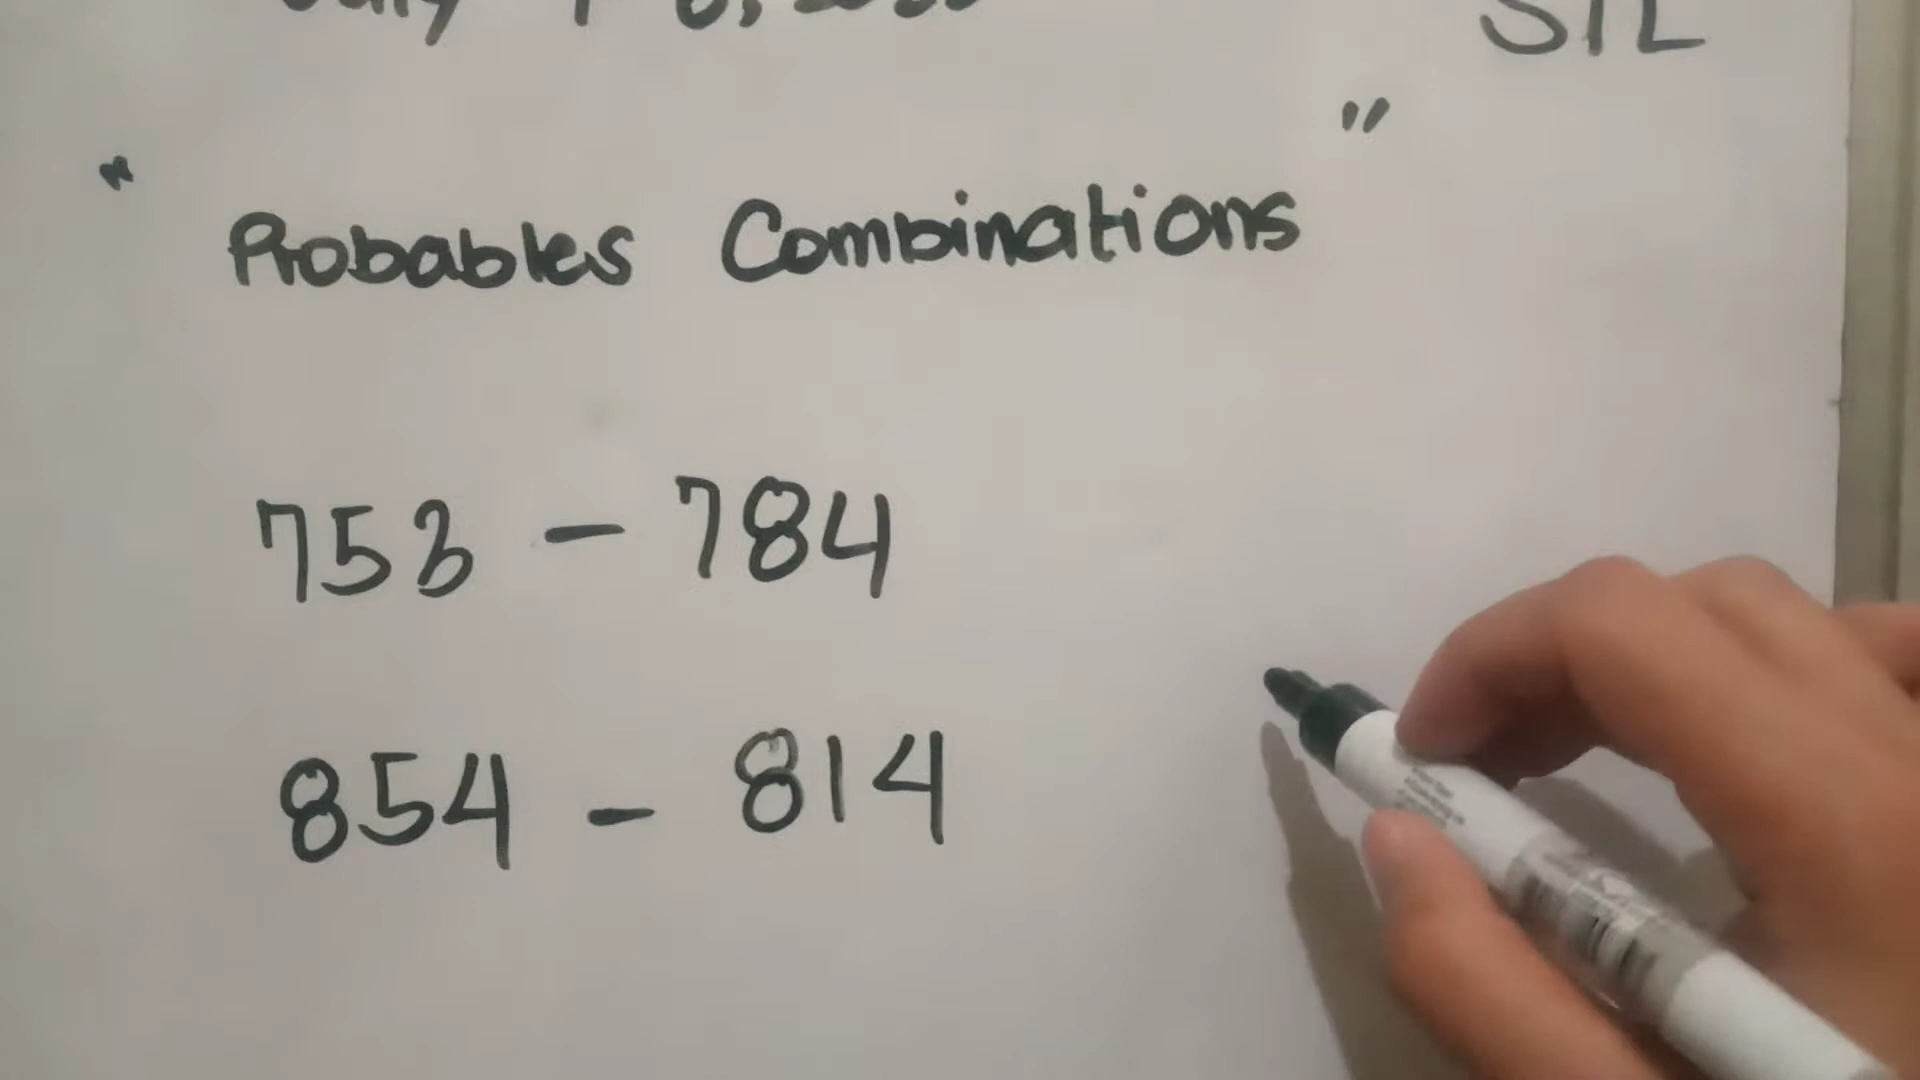 STL
" Probables Combinations "
753 - 784
854 - 814